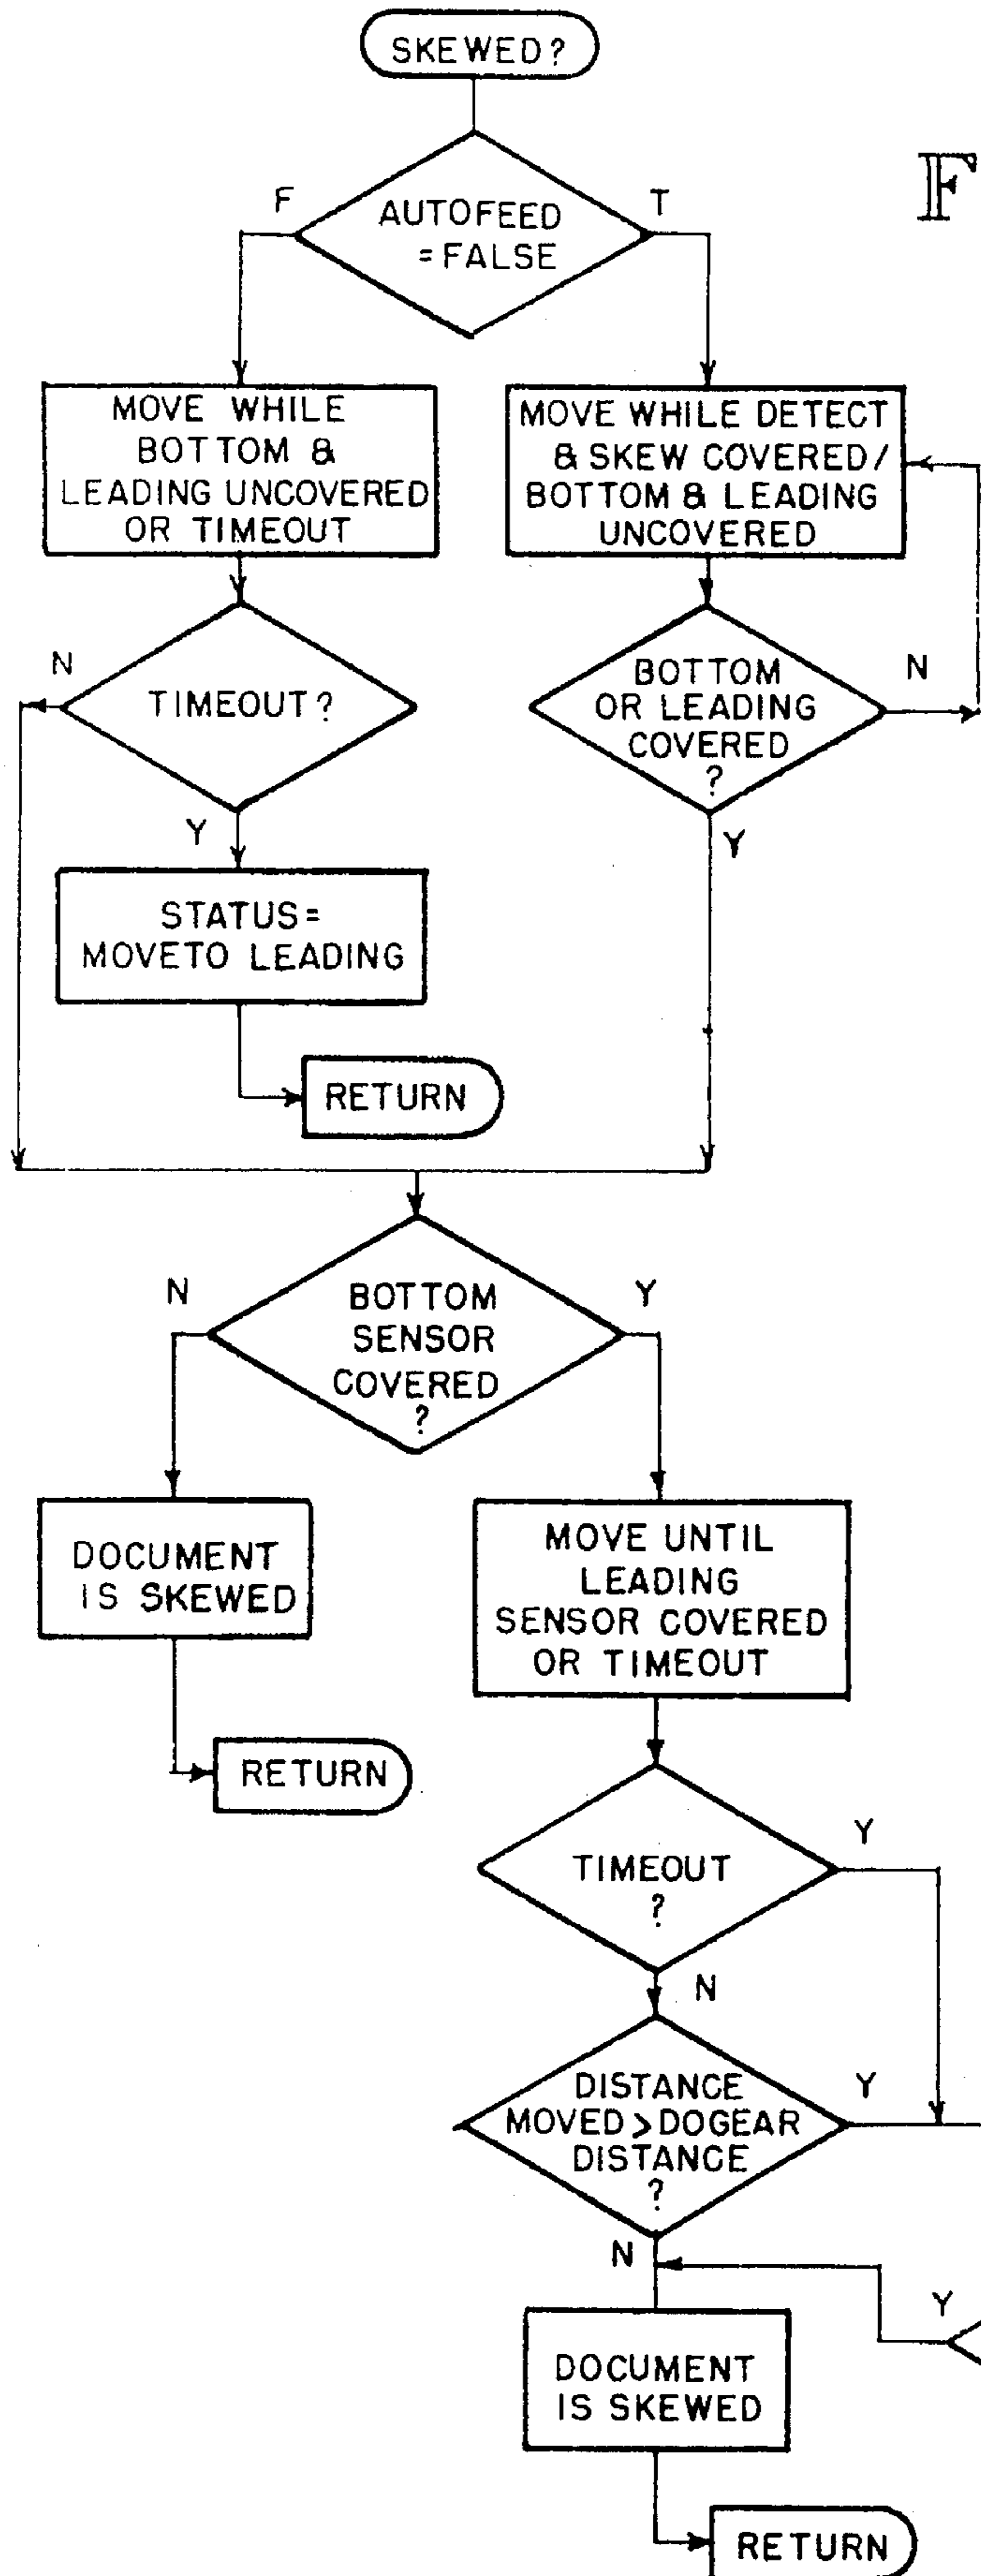 SKEWED?
F
AUTOFEED
= FALSE
F
T
MOVE WHILE
BOTTOM &
LEADING UNCOVERED
OR TIMEOUT
MOVE WHILE DETECT
& SKEW COVERED/
BOTTOM & LEADING
UNCOVERED
N
TIMEOUT?
Y
BOTTOM
OR LEADING
COVERED
?
N
Y
STATUS=
MOVETO LEADING
RETURN
N
BOTTOM
SENSOR
COVERED
?
Y
DOCUMENT
IS SKEWED
RETURN
MOVE UNTIL
LEADING
SENSOR COVERED
OR TIMEOUT
TIMEOUT
?
Y
N
DISTANCE
MOVED > DOGEAR
DISTANCE
?
Y
N
Y
DOCUMENT
IS SKEWED
RETURN